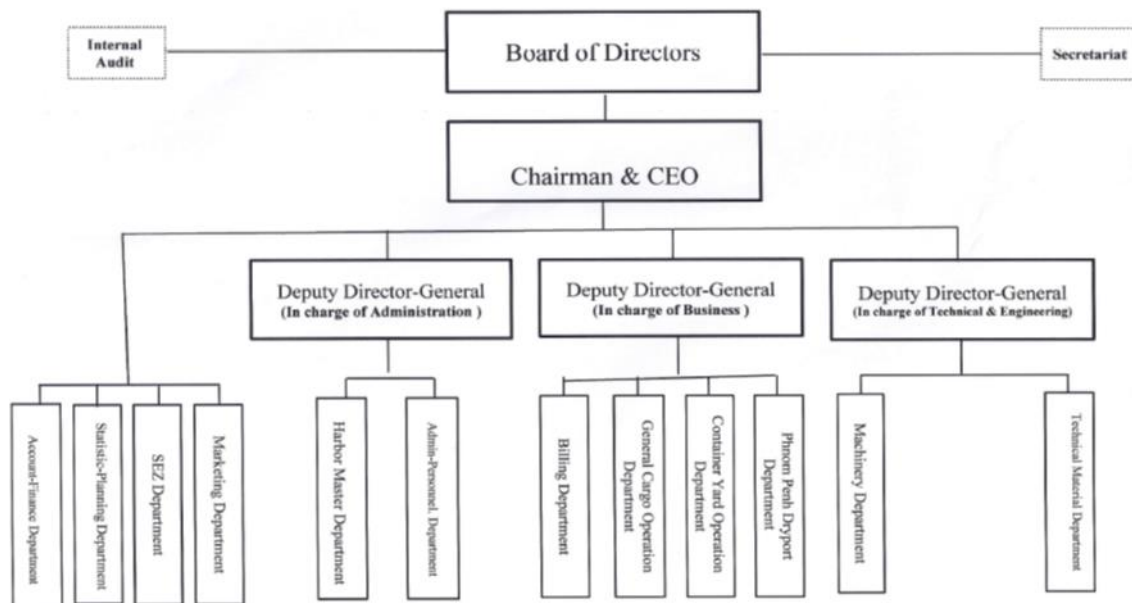 Internal
Audit
Board of Directors
Secretariat
Chairman & CEO
Deputy Director-General
(In charge of Administration )
Deputy Director-General
(In charge of Business )
Deputy Director-General
(In charge of Technical & Engineering)
Account-Finance Department
Statistic-Planning Department
SEZ Department
Marketing Department
Harbor Master Department
Admin-Personnel. Department
Billing Department
General Cargo Operation
Department
Container Yard Operation
Department
Phnom Penh Dryport
Department
Machinery Department
Technical Material Department